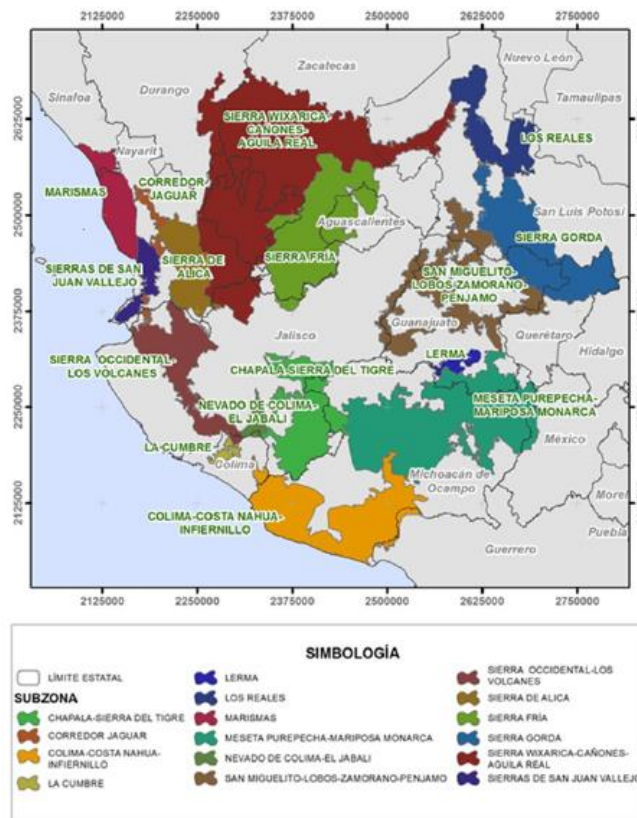 2125000 2250000 2375000 2500000 2625000 2750000
Nuevo León
Zacatecas
Durango
Sinaloa
Tamaulipas
2625000
2625000
SIERRA WIXARICA-
CAÑONES-
AGUILA REAL
LOS REALES
Nayarit
MARISMAS
CORREDOR
JAGUAR
2500000
2500000
San Luis Potosí
Aguascalientes
SIERRA GORDA
SIERRAS DE SAN
JUAN VALLEJO
SIERRA DE
ALICA
SIERRA FRÍA
SAN MIGUELITO-
LOBOS-ZAMORANO-
PENJAMO
2375000
2375000
Guanajuato
Querétaro
Jalisco
Hidalgo
SIERRA OCCIDENTAL-
LOS VOLCANES
LERMA
CHAPALA-SIERRA DEL TIGRE
2250000
2250000
NEVADO DE COLIMA-
EL JABALI
MESETA PUREPECHA-
MARIPOSA MONARCA
México
LA CUMBRE
Colima
Michoacán de
Ocampo
2125000
2125000
Morel
COLIMA-COSTA NAHUA-
INFIERNILLO
Puebla
Guerrero
2125000 2250000 2375000 2500000 2625000 2750000
SIMBOLOGÍA
LÍMITE ESTATAL
SUBZONA
CHAPALA-SIERRA DEL TIGRE
CORREDOR JAGUAR
COLIMA-COSTA NAHUA-
INFIERNILLO
LA CUMBRE
LERMA
LOS REALES
MARISMAS
MESETA PUREPECHA-MARIPOSA MONARCA
NEVADO DE COLIMA-EL JABALI
SAN MIGUELITO-LOBOS-ZAMORANO-PENJAMO
SIERRA OCCIDENTAL-LOS
VOLCANES
SIERRA DE ALICA
SIERRA FRÍA
SIERRA GORDA
SIERRA WIXARICA-CAÑONES-
AGUILA REAL
SIERRAS DE SAN JUAN VALLEJO